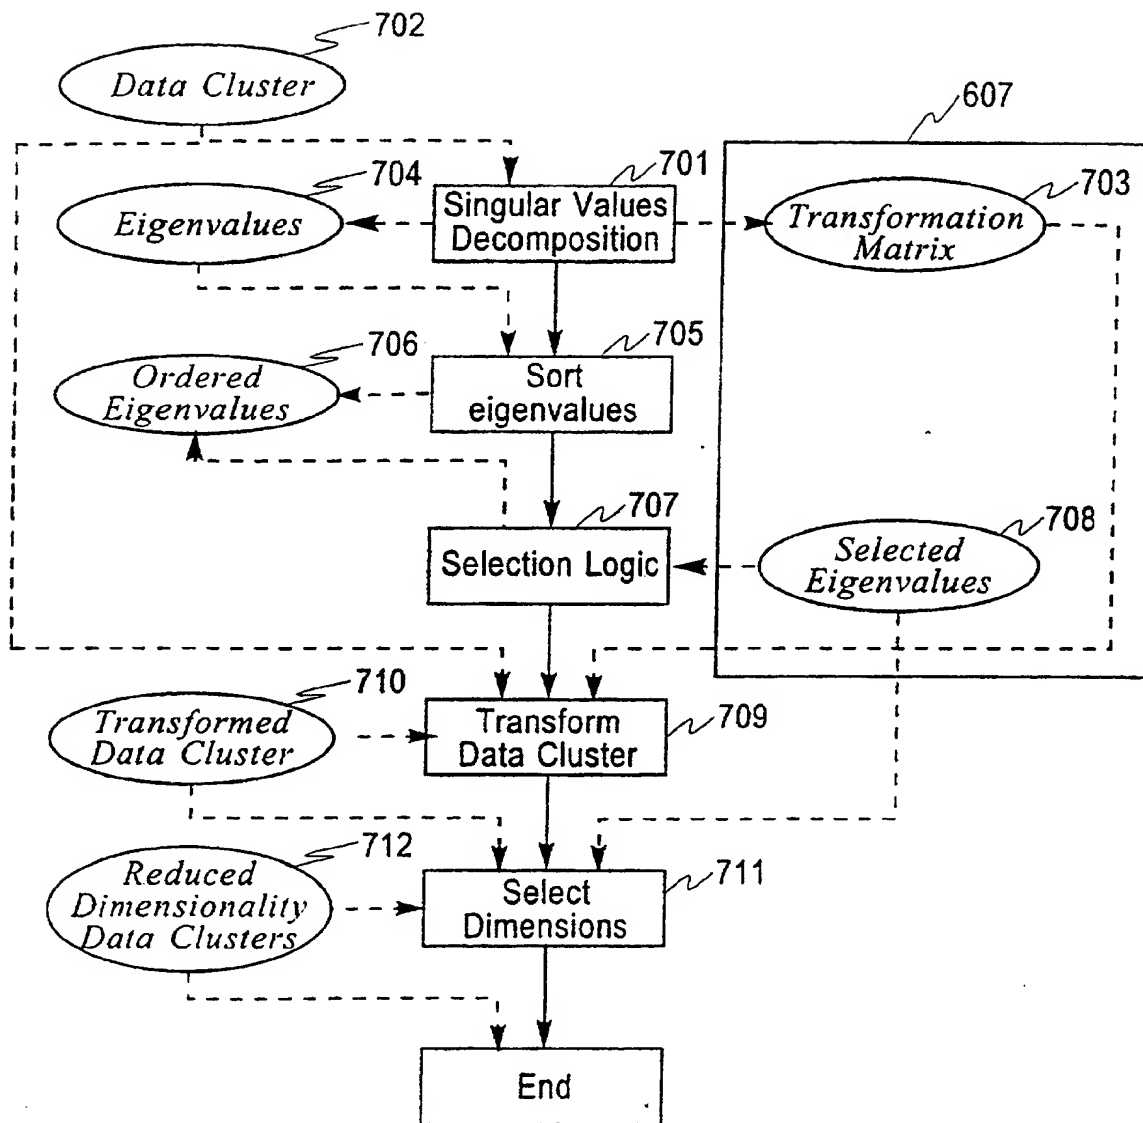 702
Data Cluster
607
704
701
703
Eigenvalues
Singular Values
Decomposition
Transformation
Matrix
706
705
Ordered
Eigenvalues
Sort
eigenvalues
707
708
Selection Logic
Selected
Eigenvalues
710
709
Transformed
Data Cluster
Transform
Data Cluster
712
711
Reduced
Dimensionality
Data Clusters
Select
Dimensions
End